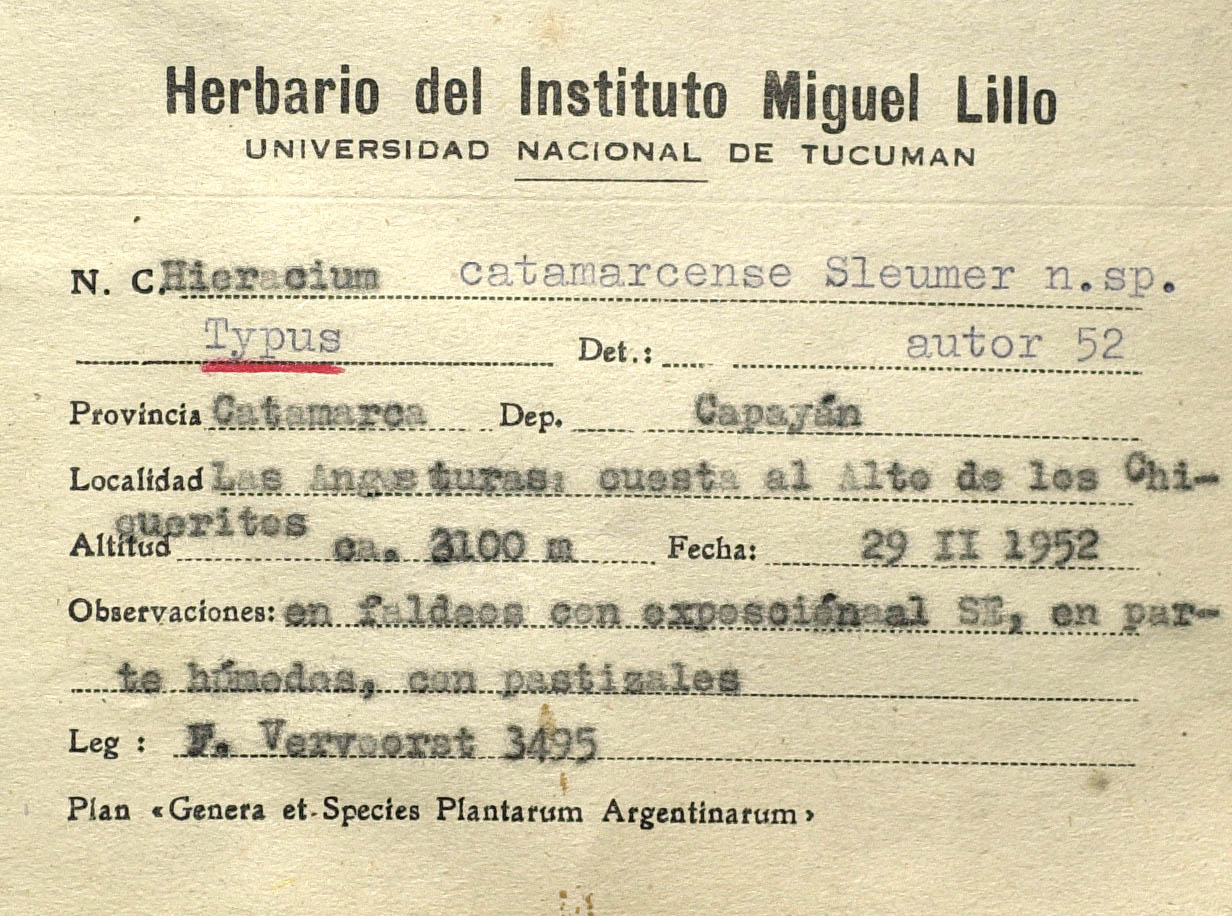 Herbario del Instituto Miguel Lillo
UNIVERSIDAD NACIONAL DE TUCUMAN
N. C. Hieracium catamarcense Sleumer n.sp.
Typus Det.: autor 52
Provincia Catamarca Dep. Capayán
Localidad Las Angosturas: cuesta al Alto de los Chi-
queritos
Altitud ca. 3100 m Fecha: 29 II 1952
Observaciones: en faldeos con exposciónaal SE, en par-
te húmedos, con pastizales
Leg : F. Vervoorst 3495
Plan «Genera et Species Plantarum Argentinarum»